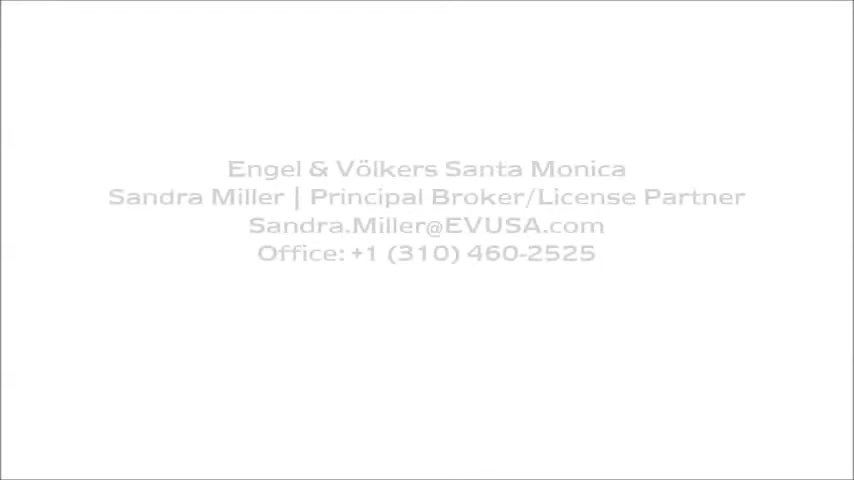 Engel & Völkers Santa Monica
Sandra Miller | Principal Broker/License Partner
Sandra.Miller@EVUSA.com
Office: +1 (310) 460-2525